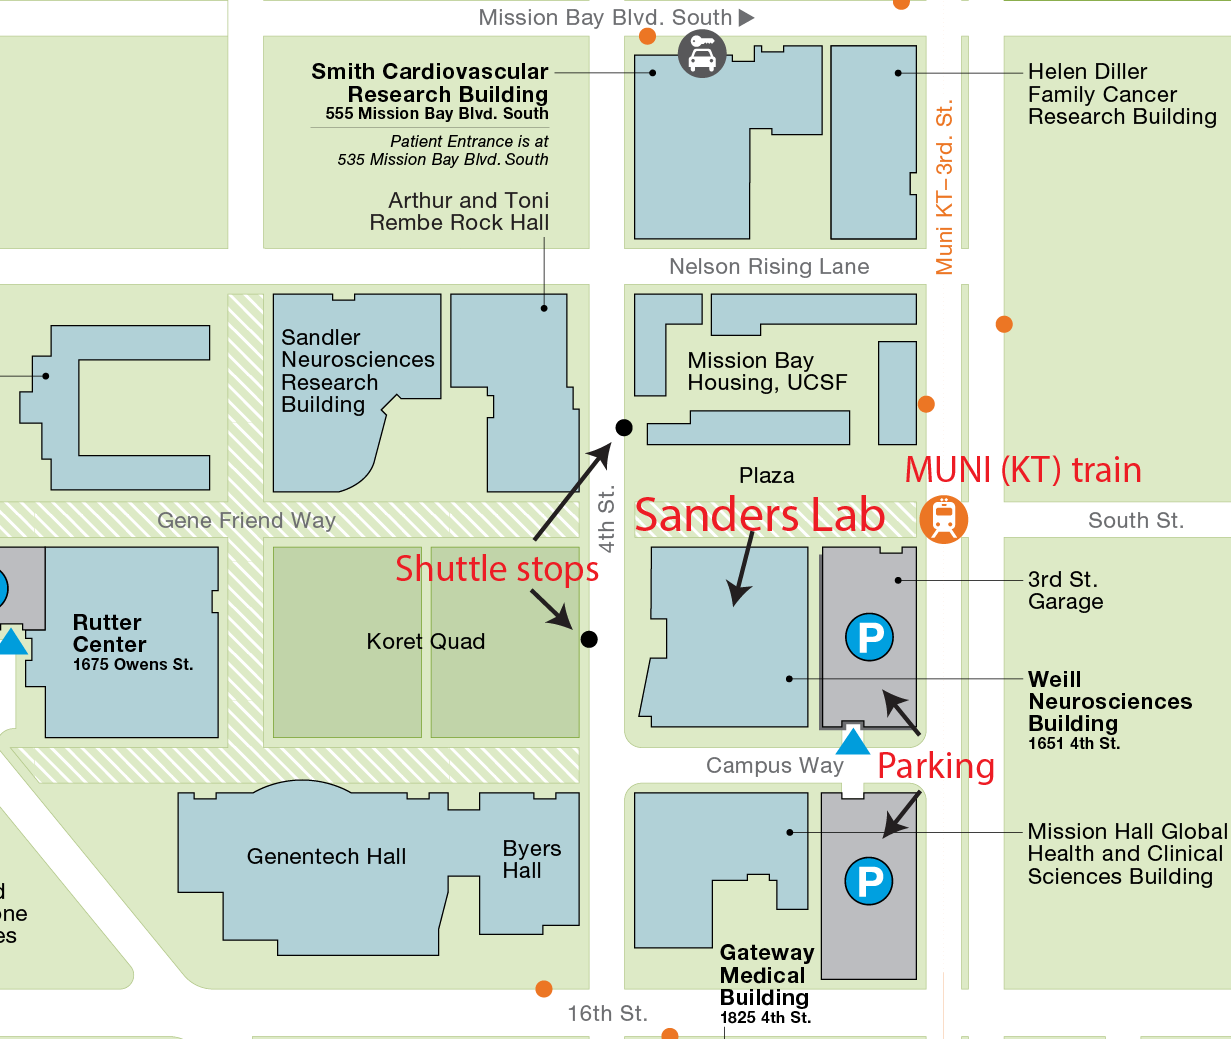 Mission Bay Blvd. South
Smith Cardiovascular
Research Building
555 Mission Bay Blvd. South
Patient Entrance is at
535 Mission Bay Blvd. South
Arthur and Toni
Rembe Rock Hall
Helen Diller
Family Cancer
Research Building
Muni KT–3rd. St.
Nelson Rising Lane
Sandler
Neurosciences
Research
Building
Mission Bay
Housing, UCSF
Plaza
MUNI (KT) train
Gene Friend Way
4th St.
Sanders Lab
South St.
Shuttle stops
Koret Quad
Rutter
Center
1675 Owens St.
3rd St.
Garage
P
Weill
Neurosciences
Building
1651 4th St.
Campus Way
Parking
Genentech Hall
Byers
Hall
Mission Hall Global
Health and Clinical
Sciences Building
P
d
one
es
Gateway
Medical
Building
1825 4th St.
16th St.